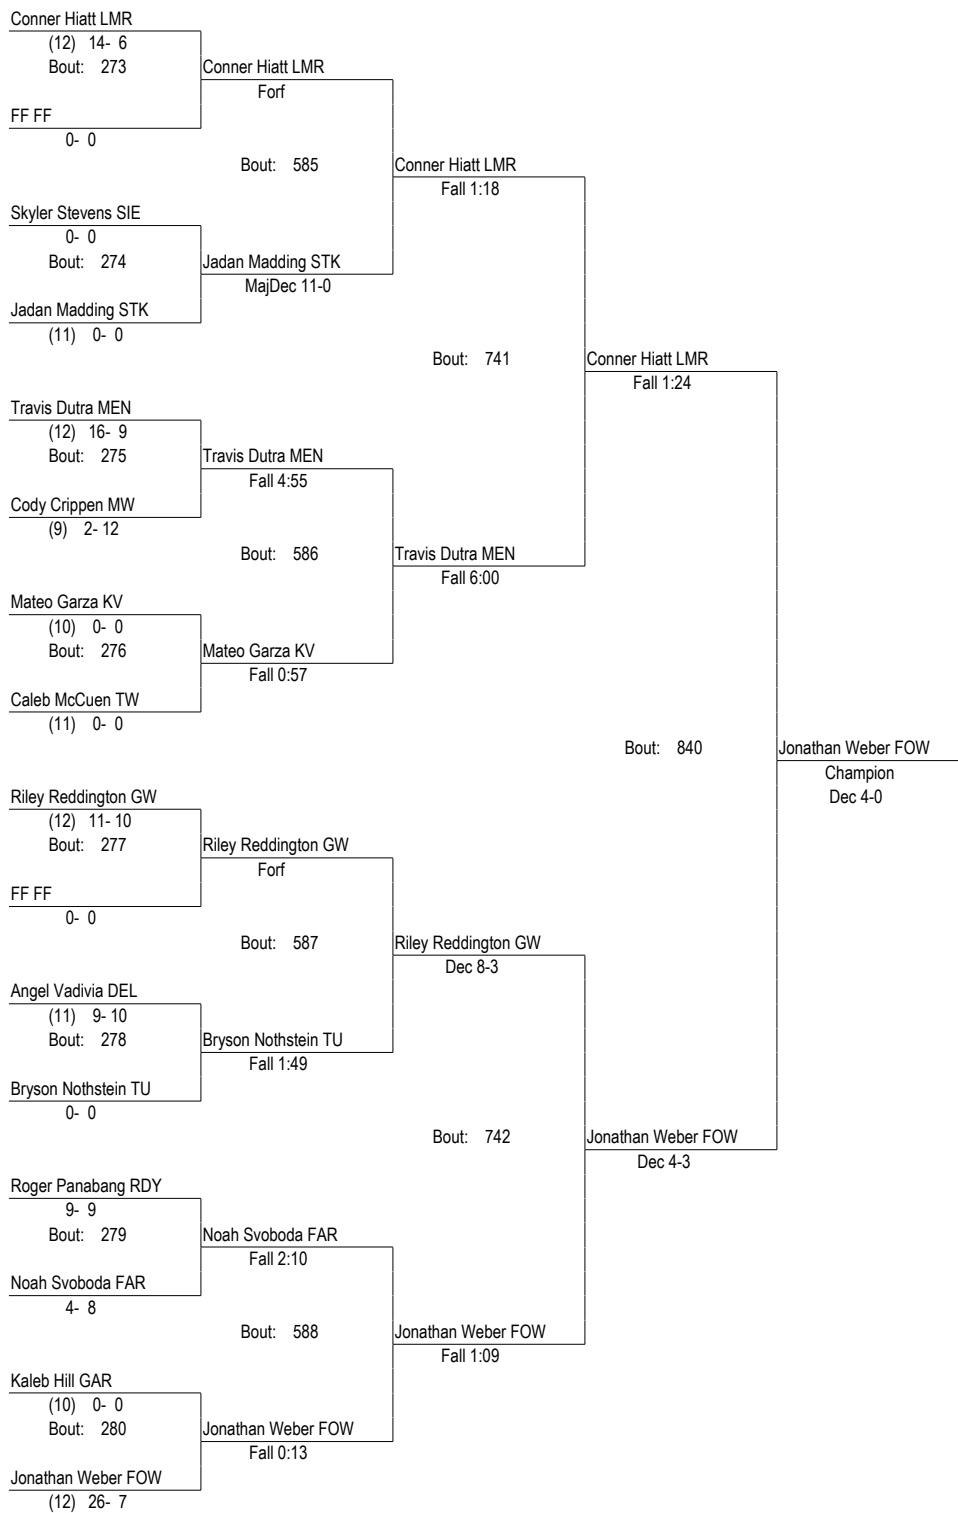 Conner Hiatt LMR
(12) 14- 6
Bout: 273
Conner Hiatt LMR
Forf
FF FF
0- 0
Bout: 585
Conner Hiatt LMR
Fall 1:18
Skyler Stevens SIE
0- 0
Bout: 274
Jadan Madding STK
MajDec 11-0
Jadan Madding STK
(11) 0- 0
Bout: 741
Conner Hiatt LMR
Fall 1:24
Travis Dutra MEN
(12) 16- 9
Bout: 275
Travis Dutra MEN
Fall 4:55
Cody Crippen MW
(9) 2- 12
Bout: 586
Travis Dutra MEN
Fall 6:00
Mateo Garza KV
(10) 0- 0
Bout: 276
Mateo Garza KV
Fall 0:57
Caleb McCuen TW
(11) 0- 0
Bout: 840
Jonathan Weber FOW
Champion
Dec 4-0
Riley Reddington GW
(12) 11- 10
Bout: 277
Riley Reddington GW
Forf
FF FF
0- 0
Bout: 587
Riley Reddington GW
Dec 8-3
Angel Vadivia DEL
(11) 9- 10
Bout: 278
Bryson Nothstein TU
Fall 1:49
Bryson Nothstein TU
0- 0
Bout: 742
Jonathan Weber FOW
Dec 4-3
Roger Panabang RDY
9- 9
Bout: 279
Noah Svoboda FAR
Fall 2:10
Noah Svoboda FAR
4- 8
Bout: 588
Jonathan Weber FOW
Fall 1:09
Kaleb Hill GAR
(10) 0- 0
Bout: 280
Jonathan Weber FOW
Fall 0:13
Jonathan Weber FOW
(12) 26- 7